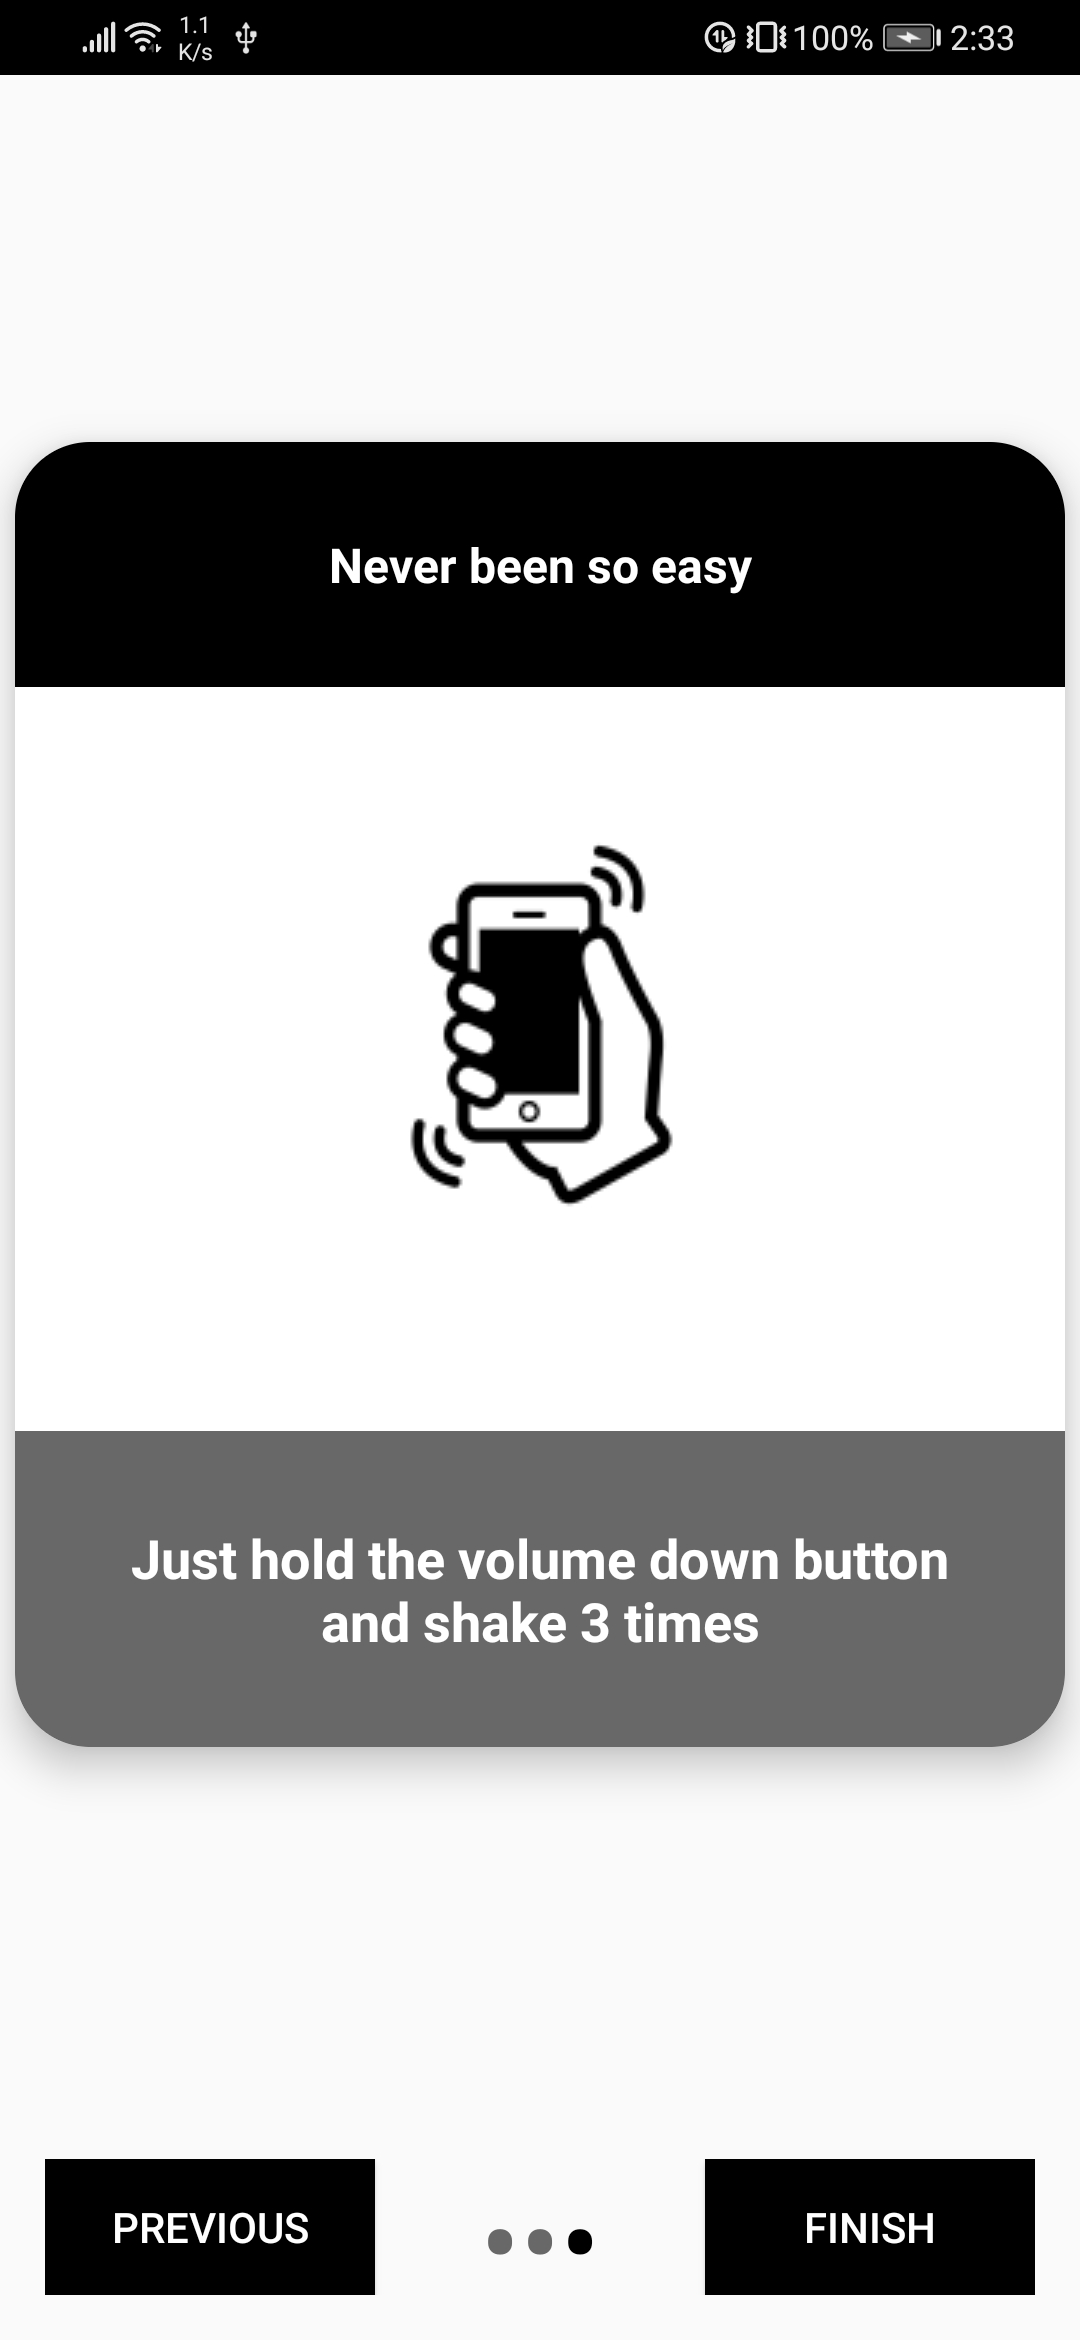 1.1
K/s
100%
2:33
Never been so easy
Just hold the volume down button
and shake 3 times
PREVIOUS
FINISH